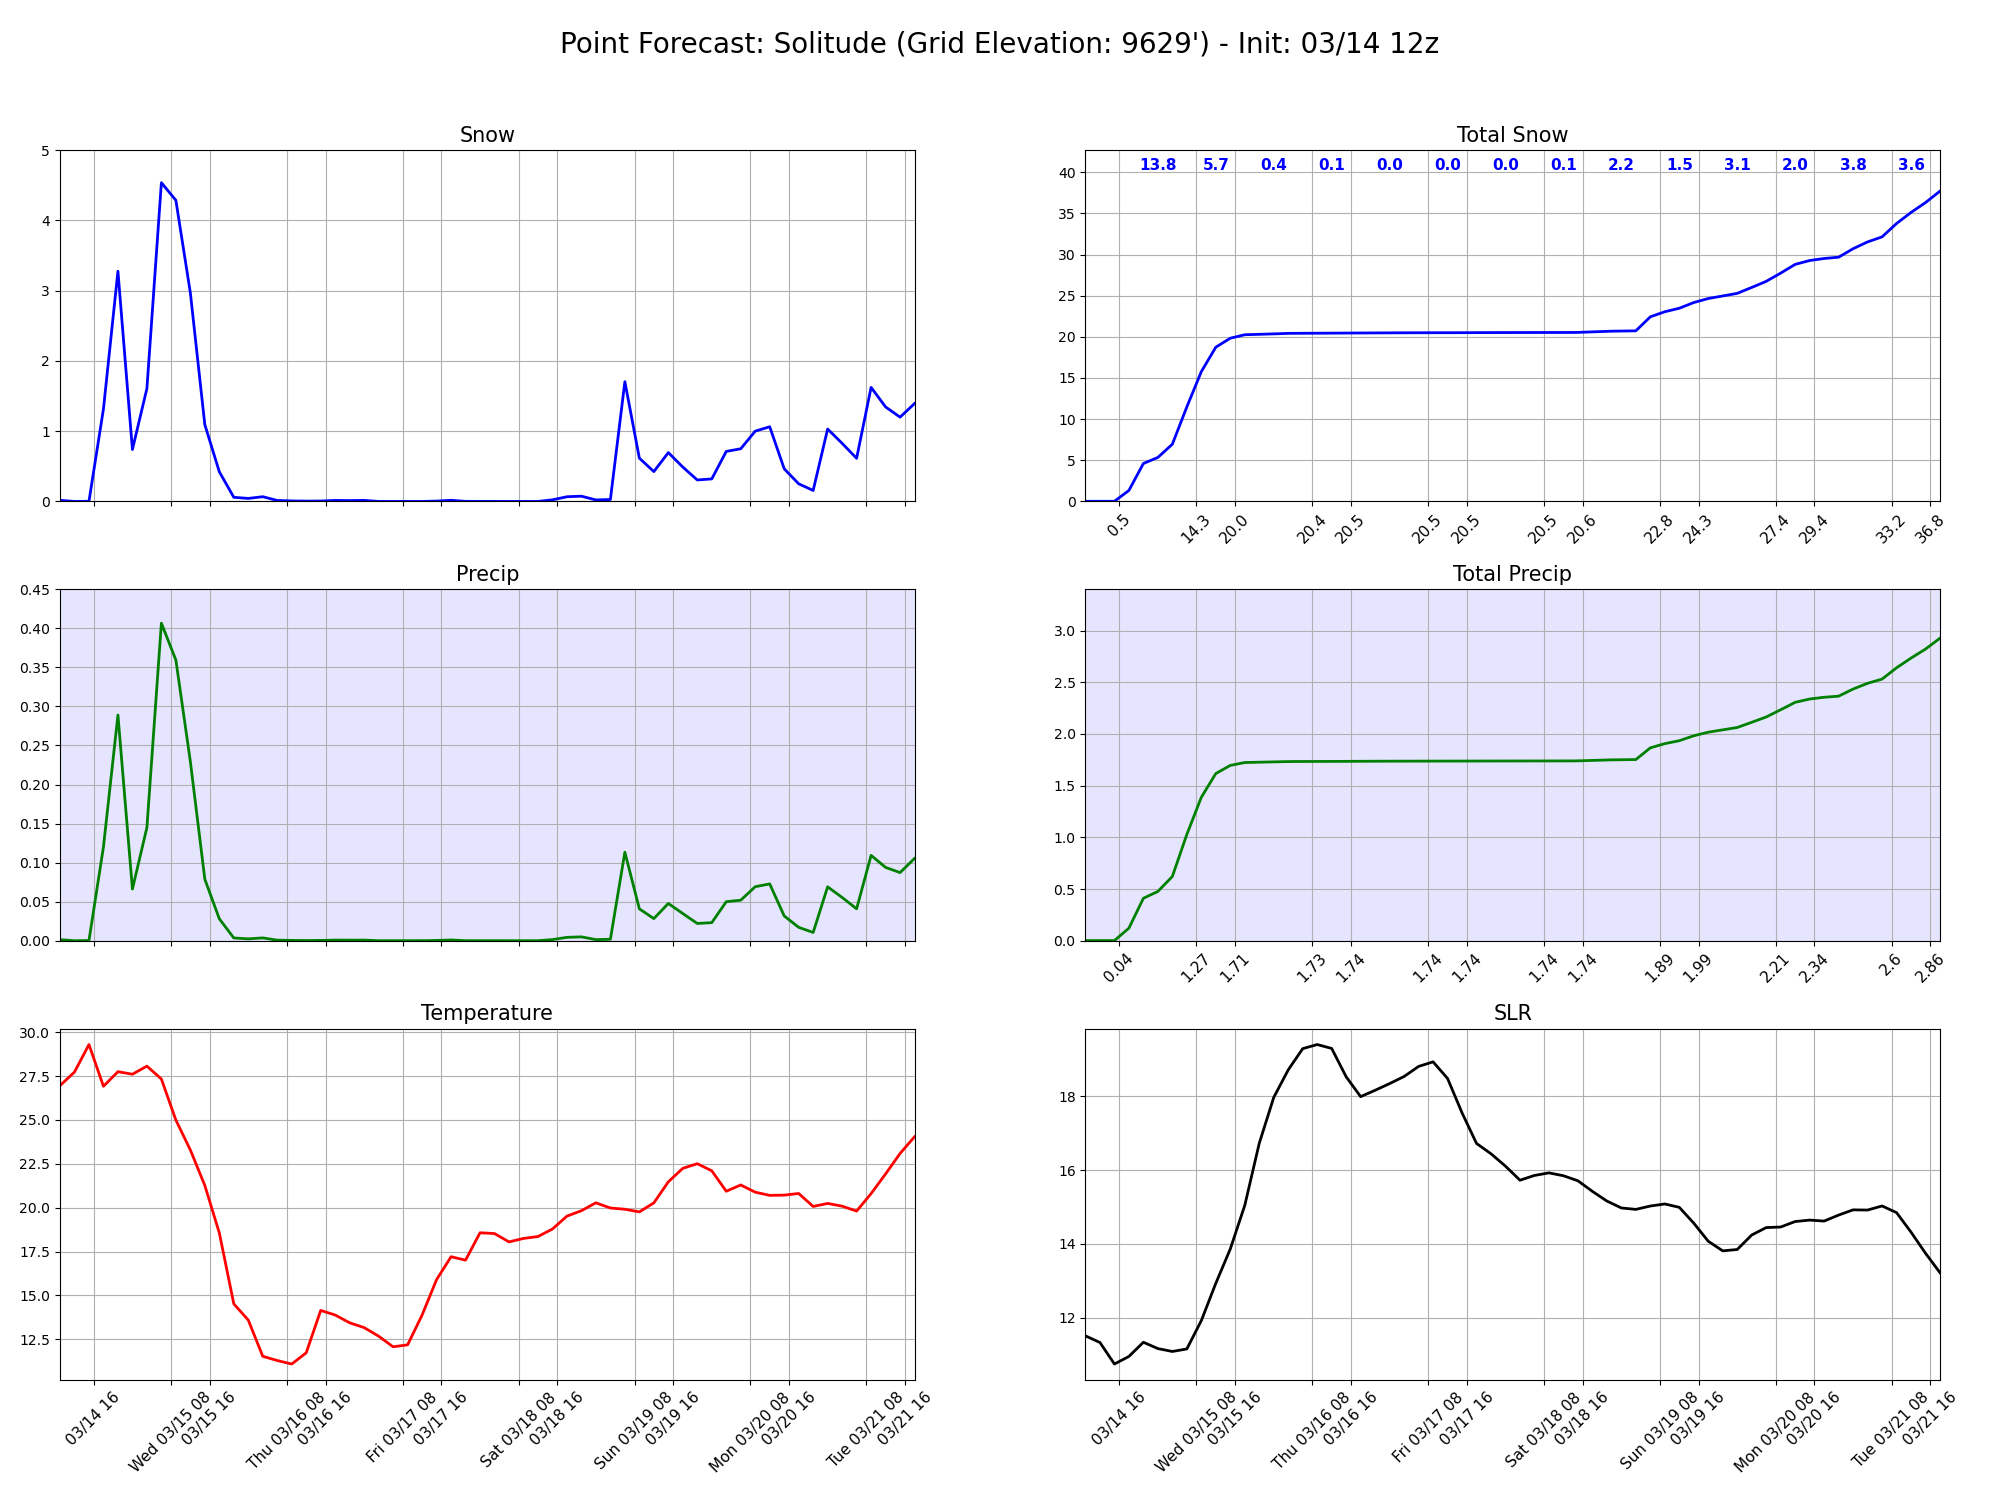 Point Forecast: Solitude (Grid Elevation: 9629') - Init: 03/14 12z
Snow
5
4
3
2
1
0
Total Snow
13.8 5.7 0.4 0.1 0.0 0.0 0.0 0.1 2.2 1.5 3.1 2.0 3.8 3.6
40
35
30
25
20
15
10
5
0
0.5 14.3 20.0 20.4 20.5 20.5 20.5 20.5 20.6 22.8 24.3 27.4 29.4 33.2 36.8
Precip
0.45
0.40
0.35
0.30
0.25
0.20
0.15
0.10
0.05
0.00
Total Precip
3.0
2.5
2.0
1.5
1.0
0.5
0.0
0.04 1.27 1.71 1.73 1.74 1.74 1.74 1.74 1.74 1.89 1.99 2.21 2.34 2.6 2.86
Temperature
30.0
27.5
25.0
22.5
20.0
17.5
15.0
12.5
03/14 16
Wed 03/15 08
03/15 16
Thu 03/16 08
03/16 16
Fri 03/17 08
03/17 16
Sat 03/18 08
03/18 16
Sun 03/19 08
03/19 16
Mon 03/20 08
03/20 16
Tue 03/21 08
03/21 16
SLR
18
16
14
12
03/14 16
Wed 03/15 08
03/15 16
Thu 03/16 08
03/16 16
Fri 03/17 08
03/17 16
Sat 03/18 08
03/18 16
Sun 03/19 08
03/19 16
Mon 03/20 08
03/20 16
Tue 03/21 08
03/21 16